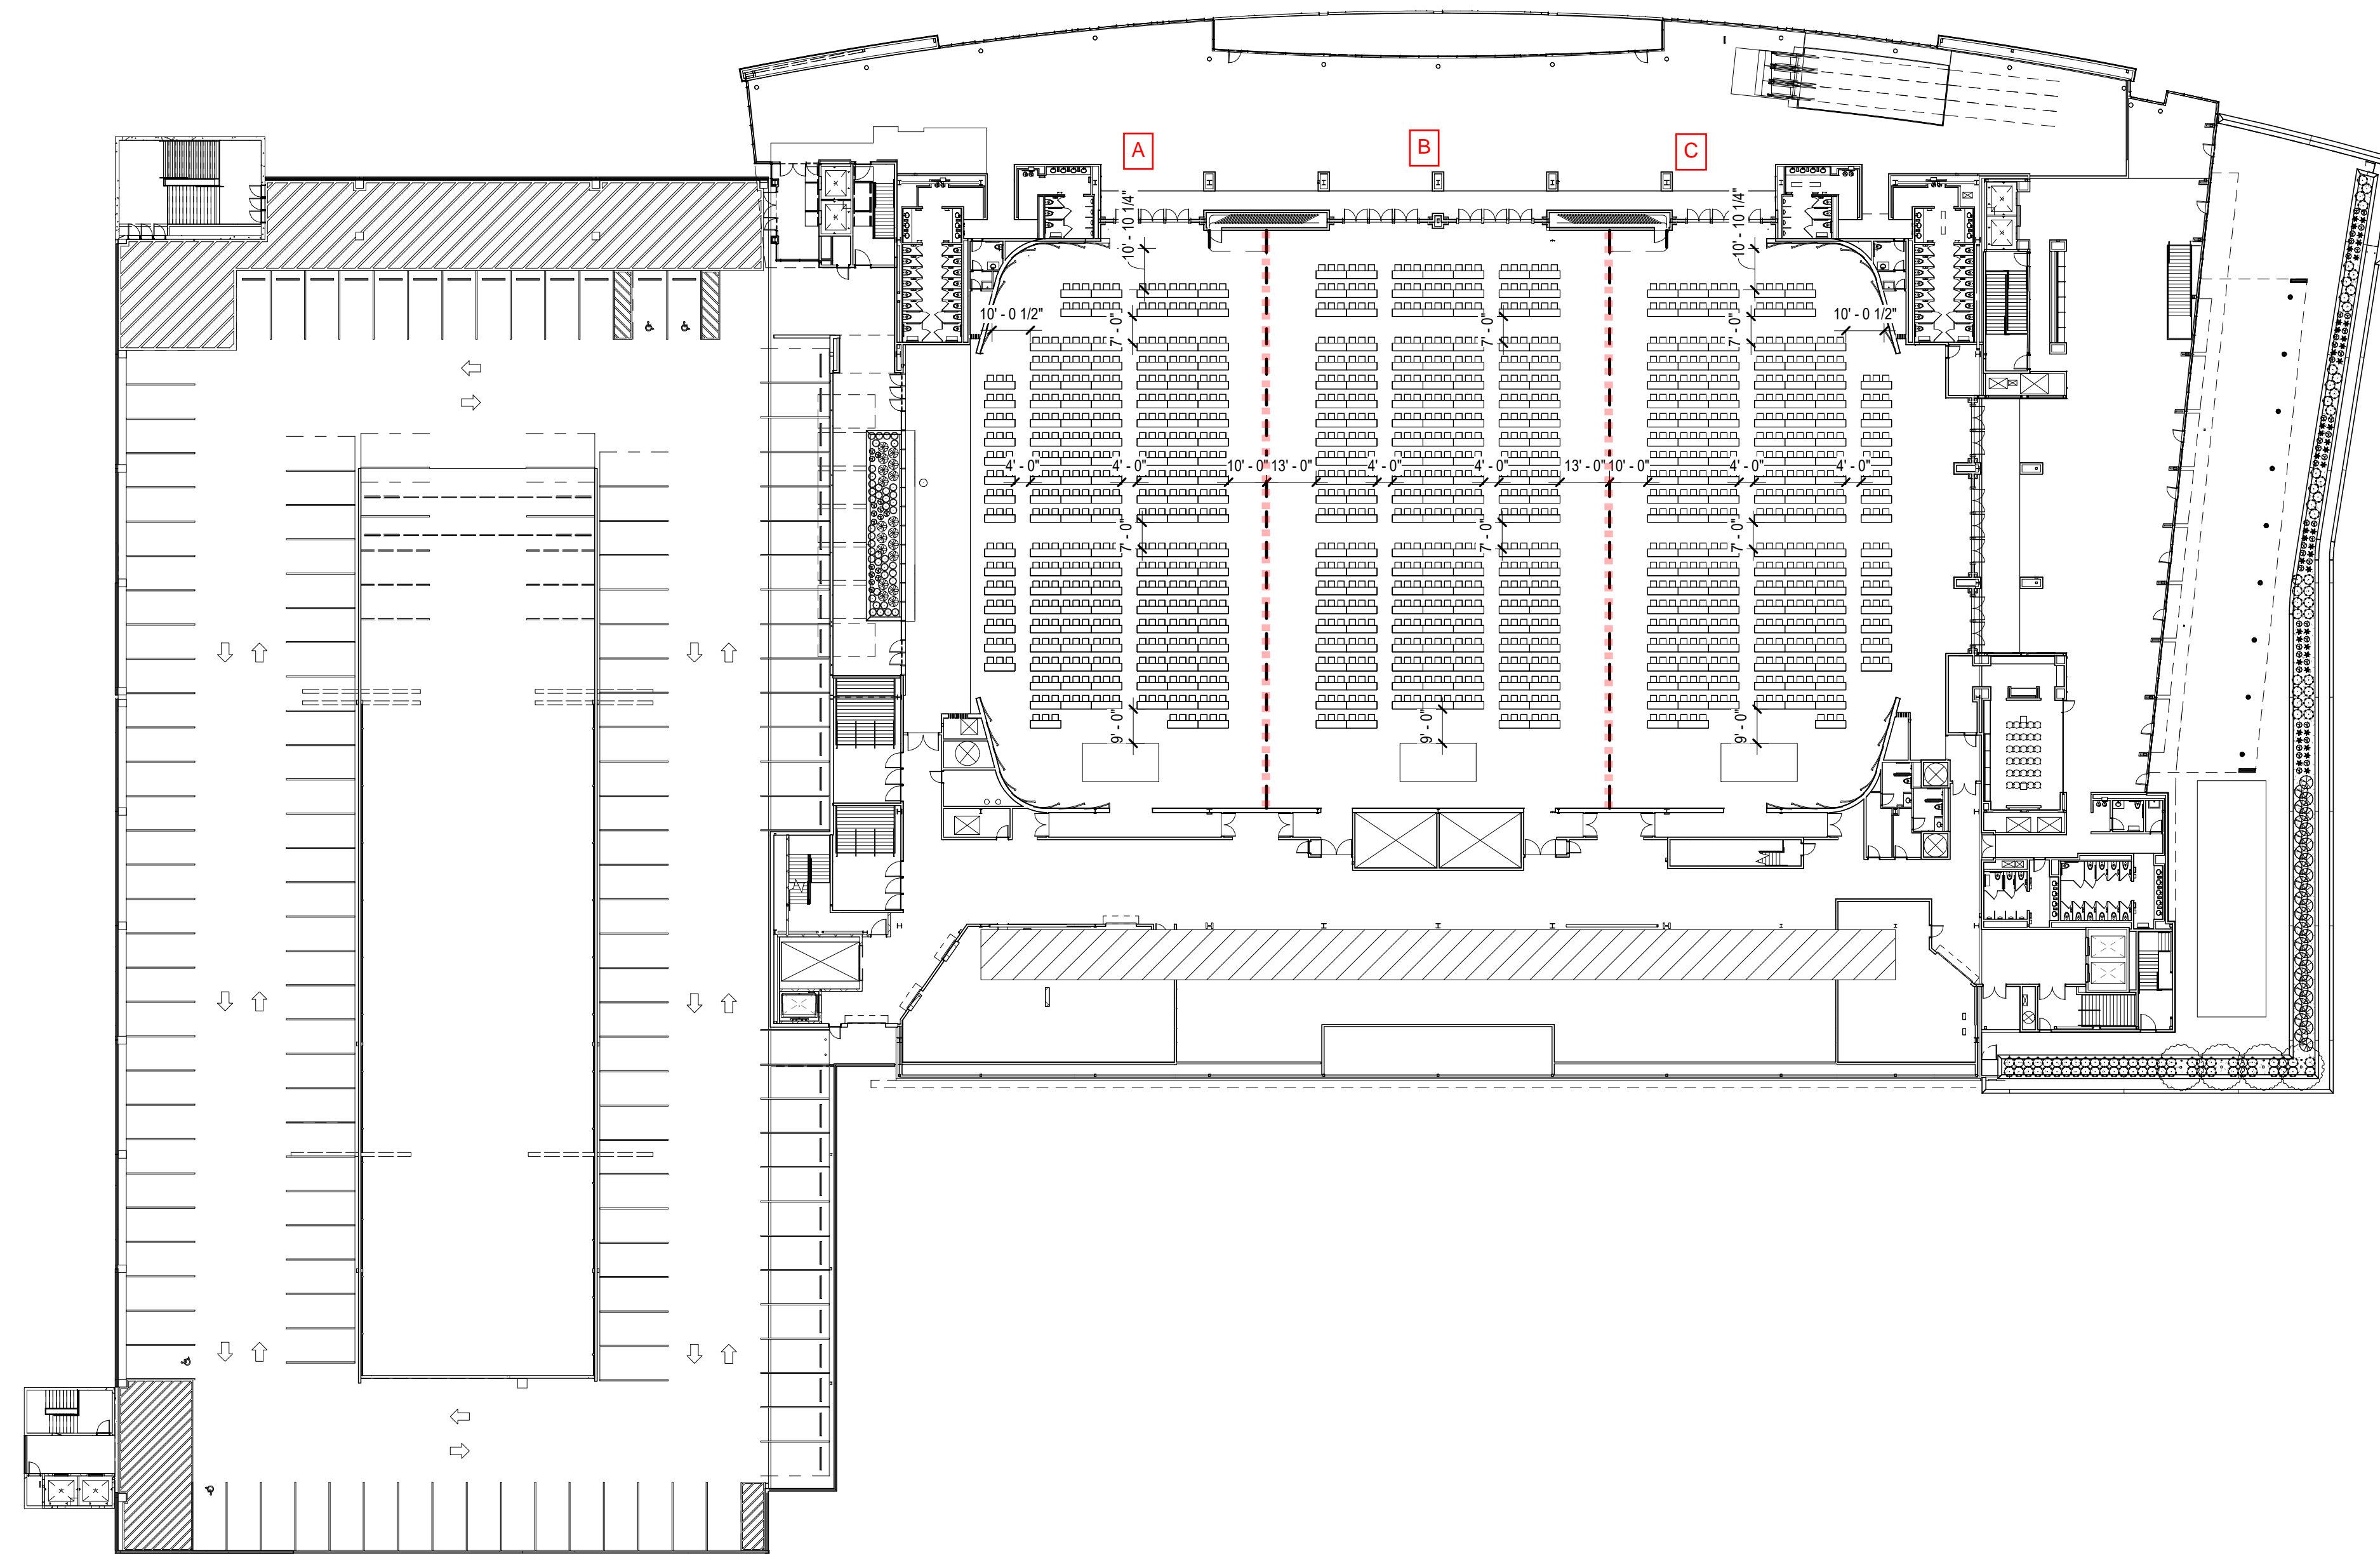 A
B
C
10' - 10 1/4"
10' - 10 1/4"
10' - 0 1/2"
7' - 0"
7' - 0"
7' - 0"
10' - 0 1/2"
4' - 0"
4' - 0"
10' - 0"
13' - 0"
4' - 0"
4' - 0"
13' - 0"
10' - 0"
4' - 0"
4' - 0"
7' - 0"
7' - 0"
7' - 0"
9' - 0"
9' - 0"
9' - 0"